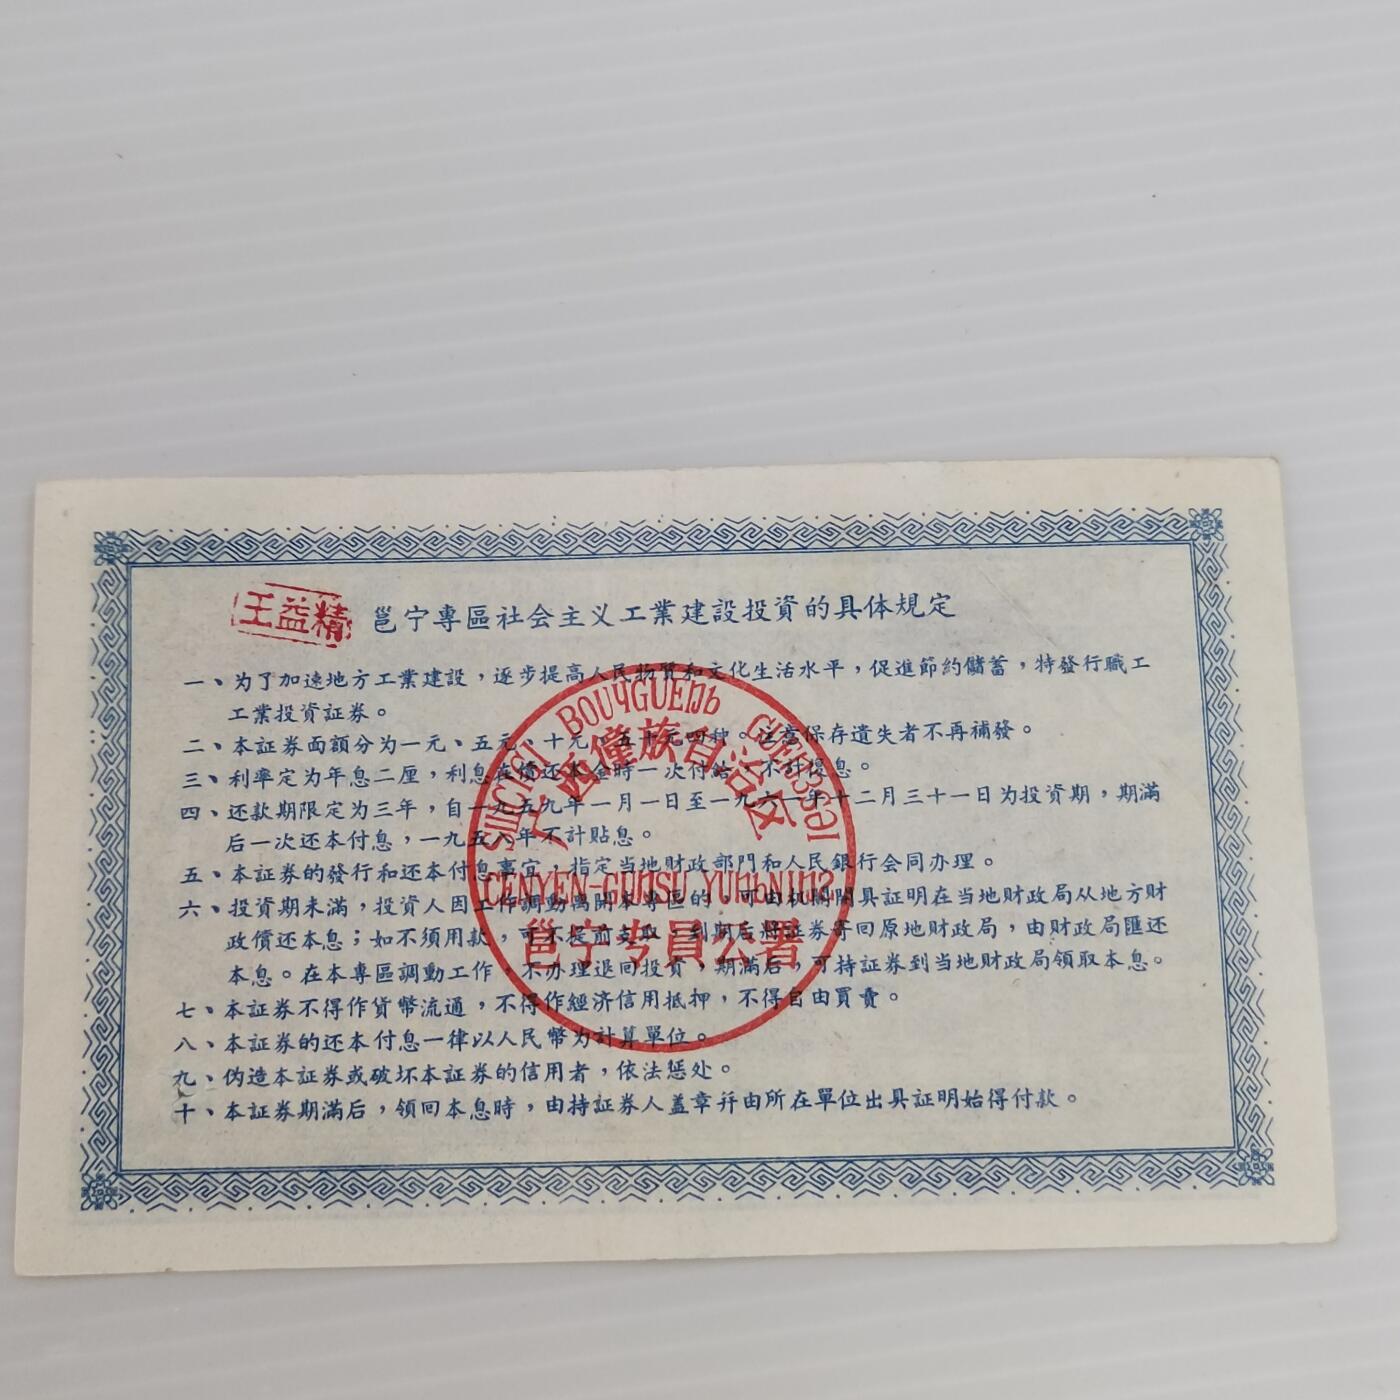 王益精
邕宁專區社会主义工業建設投資的具体規定
一、为了加速地方工業建設，逐步提高人民物質和文化生活水平，促進節約儲蓄，特發行職工
工業投資証券。
二、本証券面額分为一元、五元、十元、五十元四种。注意保存遺失者不再補發。
三、利率定为年息二厘，利息在償还本金時一次付給，不計復息。
四、还款期限定为三年，自一九五九年一月一日至一九六一年十二月三十一日为投資期，期滿
后一次还本付息，一九五八年不計貼息。
五、本証券的發行和还本付息事宜，指定当地財政部門和人民銀行会同办理。
六、投資期未滿，投資人因工作調動离開本專區的，可由机關開具証明在当地財政局从地方財
政償还本息；如不須用款，可不提前支取，到期后將証券寄回原地財政局，由財政局匯还
本息。在本專區調動工作，不办理退回投資，期滿后，可持証券到当地財政局領取本息。
七、本証券不得作貨幣流通，不得作經济信用抵押，不得自由買賣。
八、本証券的还本付息一律以人民幣为計算單位。
九、伪造本証券或破坏本証券的信用者，依法惩处。
十、本証券期滿后，領回本息時，由持証券人盖章幷由所在單位出具証明始得付款。
广西僮族自治区
邕宁专員公署